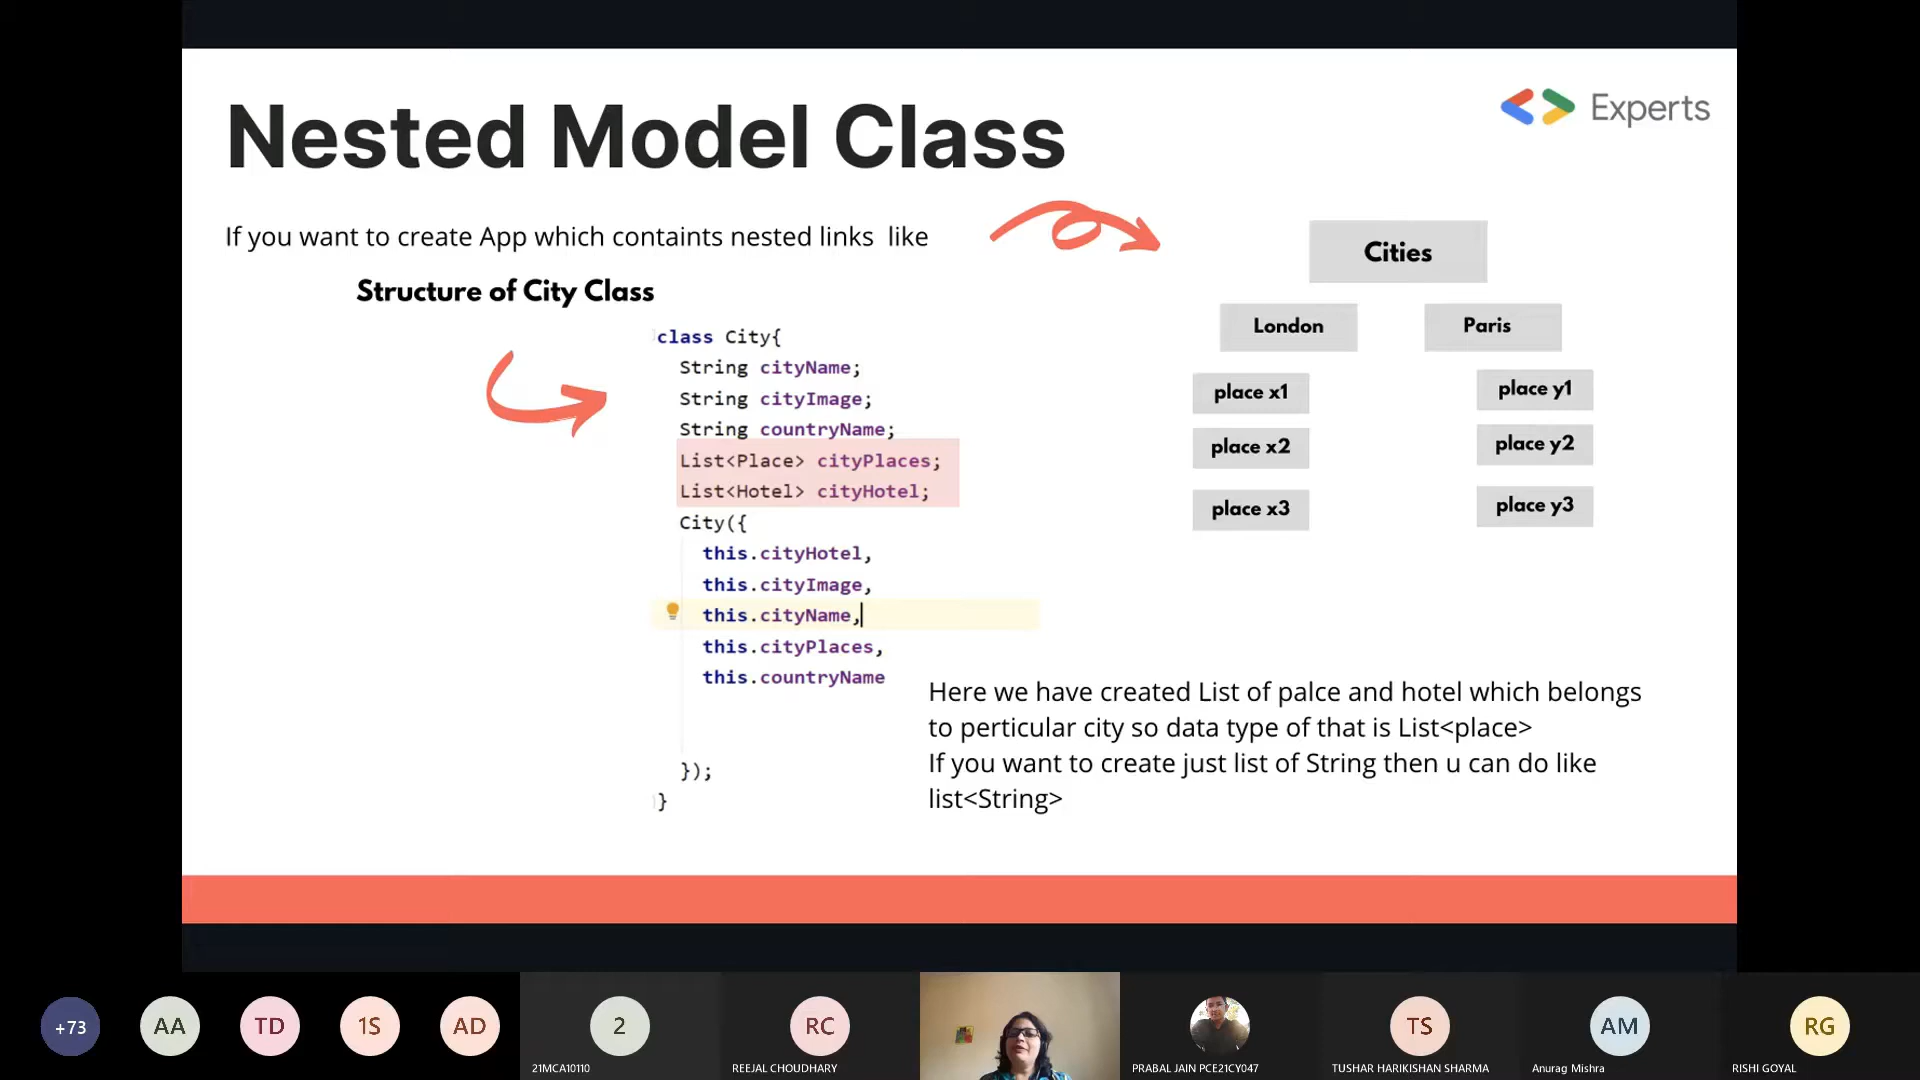 Nested Model Class
Experts
If you want to create App which containts nested links like
Structure of City Class
class City{
String cityName;
String cityImage;
String countryName;
List<Place> cityPlaces;
List<Hotel> cityHotel;
City({
this.cityHotel,
this.cityImage,
this.cityName,
this.cityPlaces,
this.countryName
});
}
Cities
London
Paris
place x1
place y1
place x2
place y2
place x3
place y3
Here we have created List of palce and hotel which belongs
to perticular city so data type of that is List<place>
If you want to create just list of String then u can do like
list<String>
+73
AA
TD
1S
AD
2
RC
TS
AM
RG
21MCA10110
REEJAL CHOUDHARY
PRABAL JAIN PCE21CY047
TUSHAR HARIKISHAN SHARMA
Anurag Mishra
RISHI GOYAL